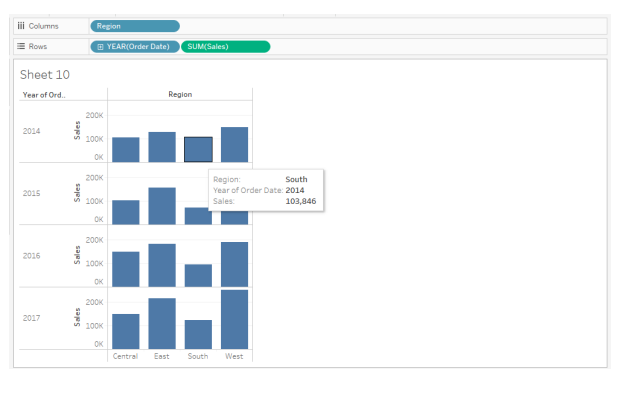 Columns Region
Rows YEAR(Order Date) SUM(Sales)
Sheet 10
Year of Ord.. Region
2014 Sales 200K 100K 0K
Region: South
Year of Order Date: 2014
Sales: 103,846
2015 Sales 200K 100K 0K
2016 Sales 200K 100K 0K
2017 Sales 200K 100K 0K
Central East South West